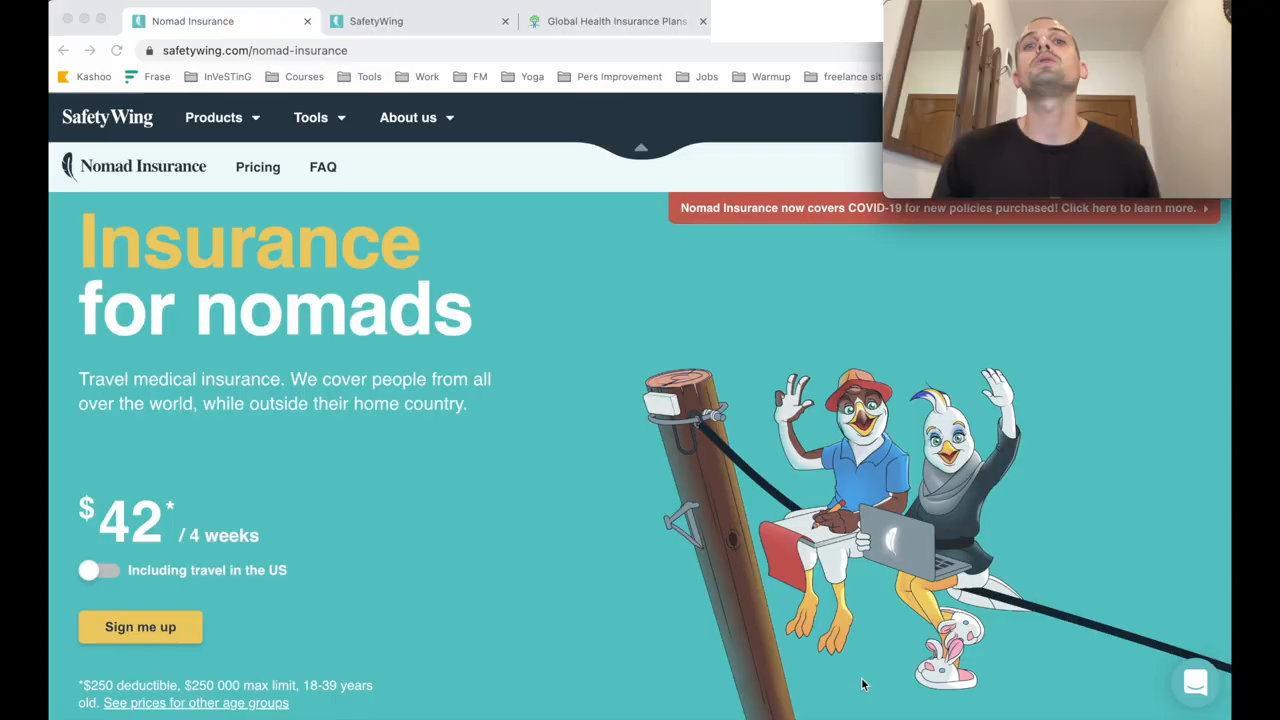 Nomad Insurance
SafetyWing
Global Health Insurance Plans
safetywing.com/nomad-insurance
Kashoo
Frase
InVeSTinG
Courses
Tools
Work
FM
Yoga
Pers Improvement
Jobs
Warmup
freelance sit
SafetyWing
Products
Tools
About us
Nomad Insurance
Pricing
FAQ
Nomad Insurance now covers COVID-19 for new policies purchased! Click here to learn more.
Insurance
for nomads
Travel medical insurance. We cover people from all
over the world, while outside their home country.
$42* / 4 weeks
Including travel in the US
Sign me up
*$250 deductible, $250 000 max limit, 18-39 years
old. See prices for other age groups